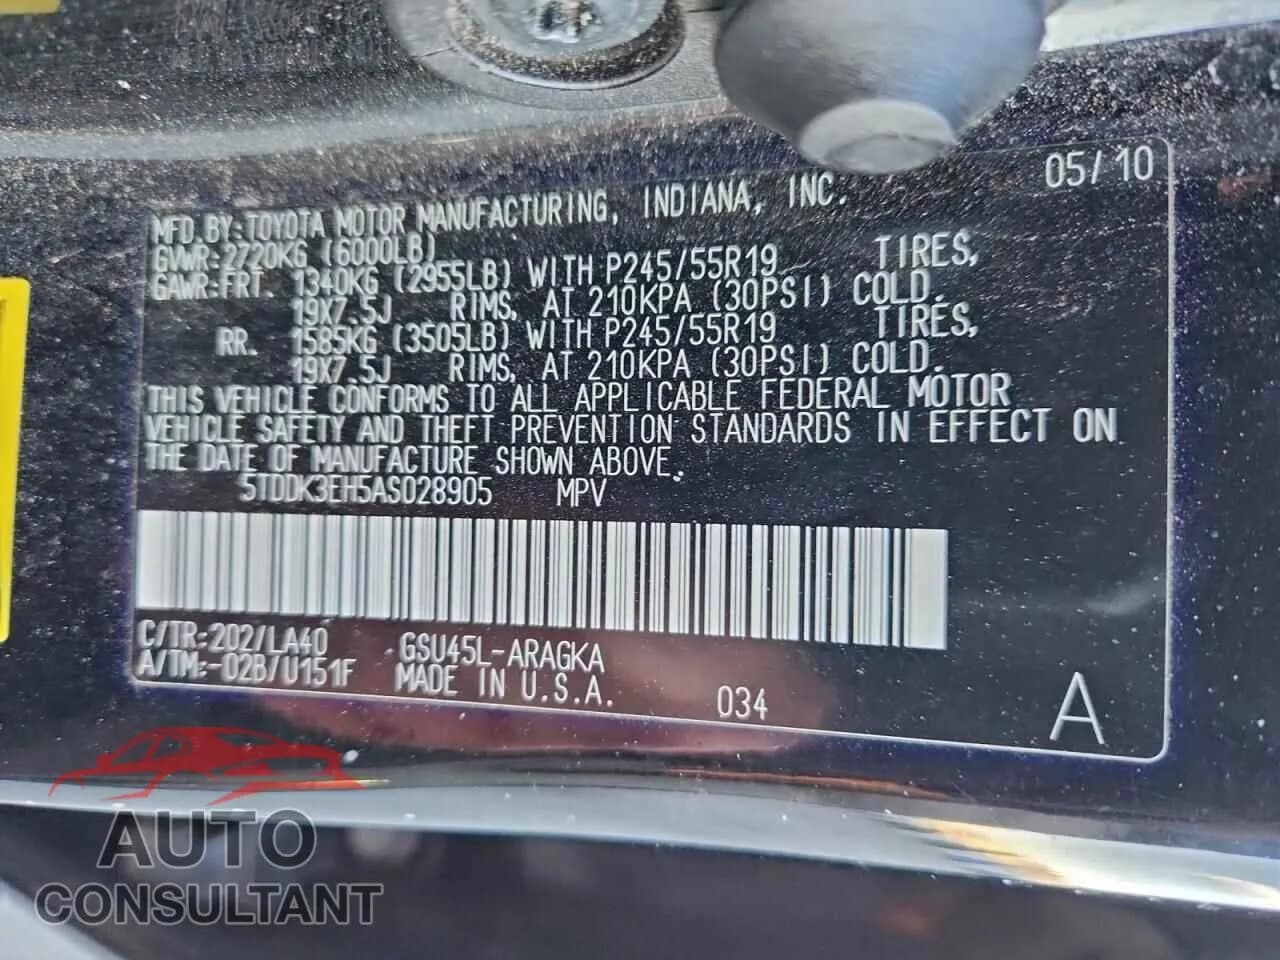 05/10
MFD.BY:TOYOTA MOTOR MANUFACTURING, INDIANA, INC.
GVWR:2720KG (6000LB)
GAWR:FRT. 1340KG (2955LB) WITH P245/55R19 TIRES,
19X7.5J RIMS, AT 210KPA (30PSI) COLD.
RR. 1585KG (3505LB) WITH P245/55R19 TIRES,
19X7.5J RIMS, AT 210KPA (30PSI) COLD.
THIS VEHICLE CONFORMS TO ALL APPLICABLE FEDERAL MOTOR
VEHICLE SAFETY AND THEFT PREVENTION STANDARDS IN EFFECT ON
THE DATE OF MANUFACTURE SHOWN ABOVE.
5TDDK3EH5AS028905 MPV
C/TR:202/LA40 GSU45L-ARAGKA
A/TM:-02B/U151F MADE IN U.S.A. 034 A
AUTO
CONSULTANT